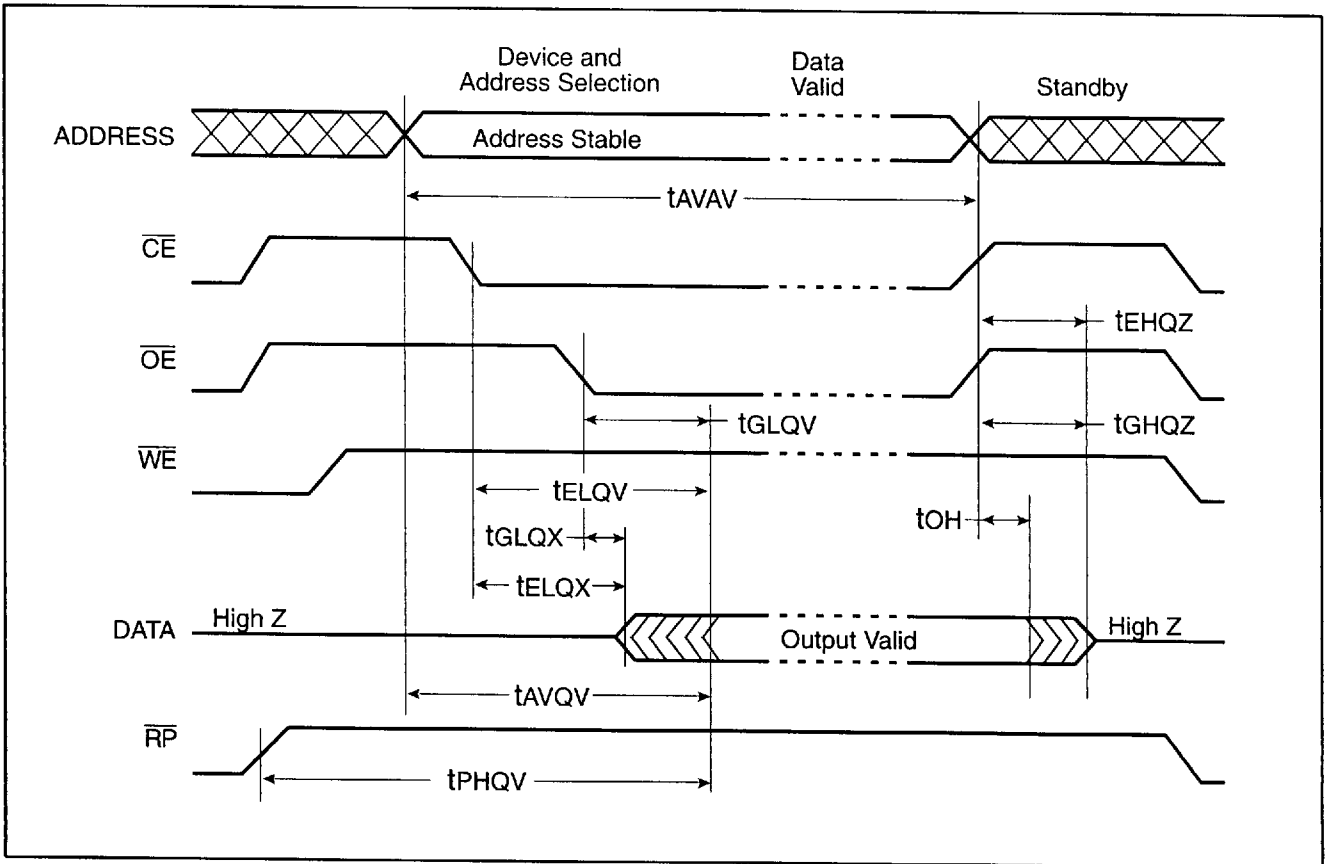 Device and
Address Selection
Data
Valid
Standby
ADDRESS
Address Stable
tAVAV
CE
tEHQZ
OE
tGLQV
tGHQZ
WE
tELQV
tOH
tGLQX
tELQX
DATA
High Z
Output Valid
High Z
tAVQV
RP
tPHQV